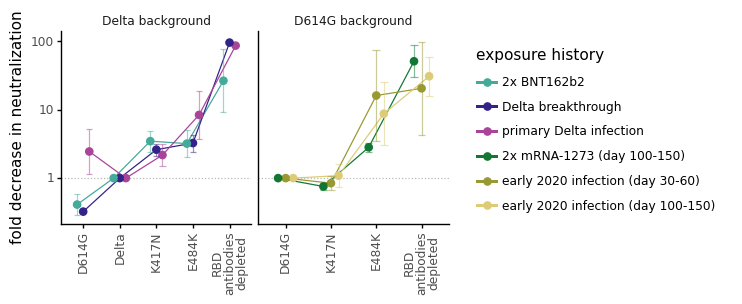 Delta background
D614G background
fold decrease in neutralization
100
10
1
D614G
Delta
K417N
E484K
RBD
antibodies
depleted
D614G
K417N
E484K
RBD
antibodies
depleted
exposure history
2x BNT162b2
Delta breakthrough
primary Delta infection
2x mRNA-1273 (day 100-150)
early 2020 infection (day 30-60)
early 2020 infection (day 100-150)